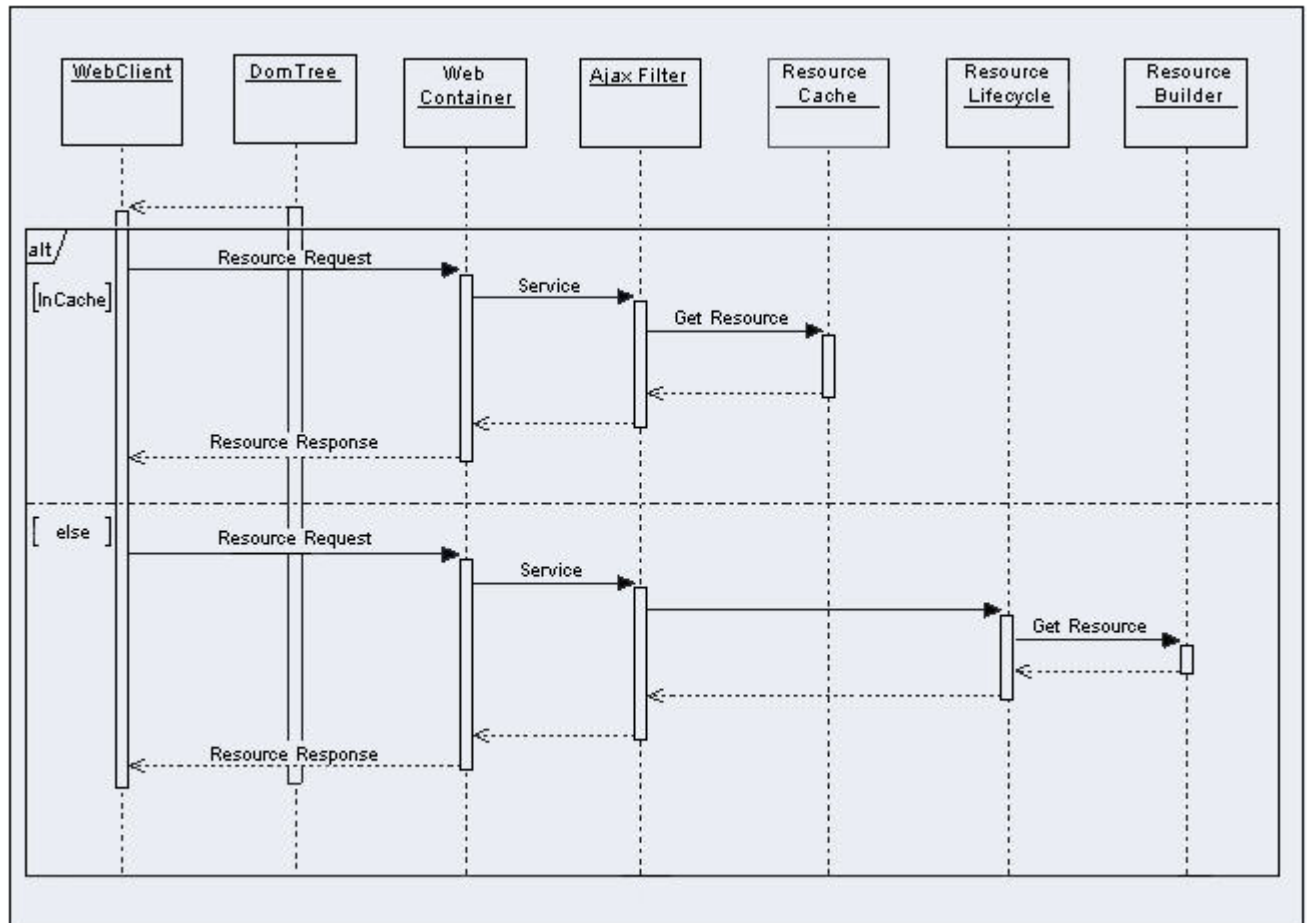 WebClient
DomTree
Web
Container
Ajax Filter
Resource
Cache
Resource
Lifecycle
Resource
Builder
alt
Resource Request
[InCache]
Service
Get Resource
Resource Response
[ else ]
Resource Request
Service
Get Resource
Resource Response